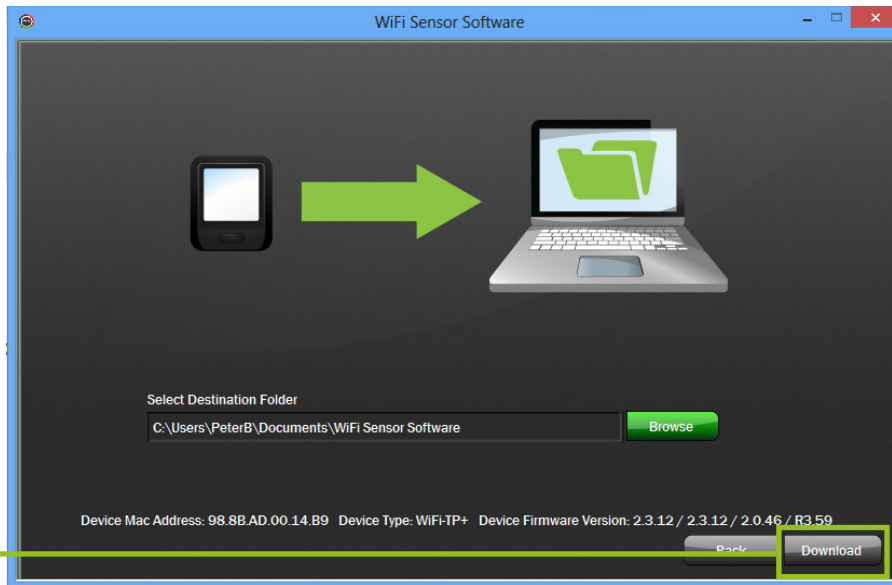 WiFi Sensor Software
Select Destination Folder
C:\Users\PeterB\Documents\WiFi Sensor Software
Browse
Device Mac Address: 98.8B.AD.00.14.B9 Device Type: WiFi-TP+ Device Firmware Version: 2.3.12 / 2.3.12 / 2.0.46 / R3.59
Back
Download